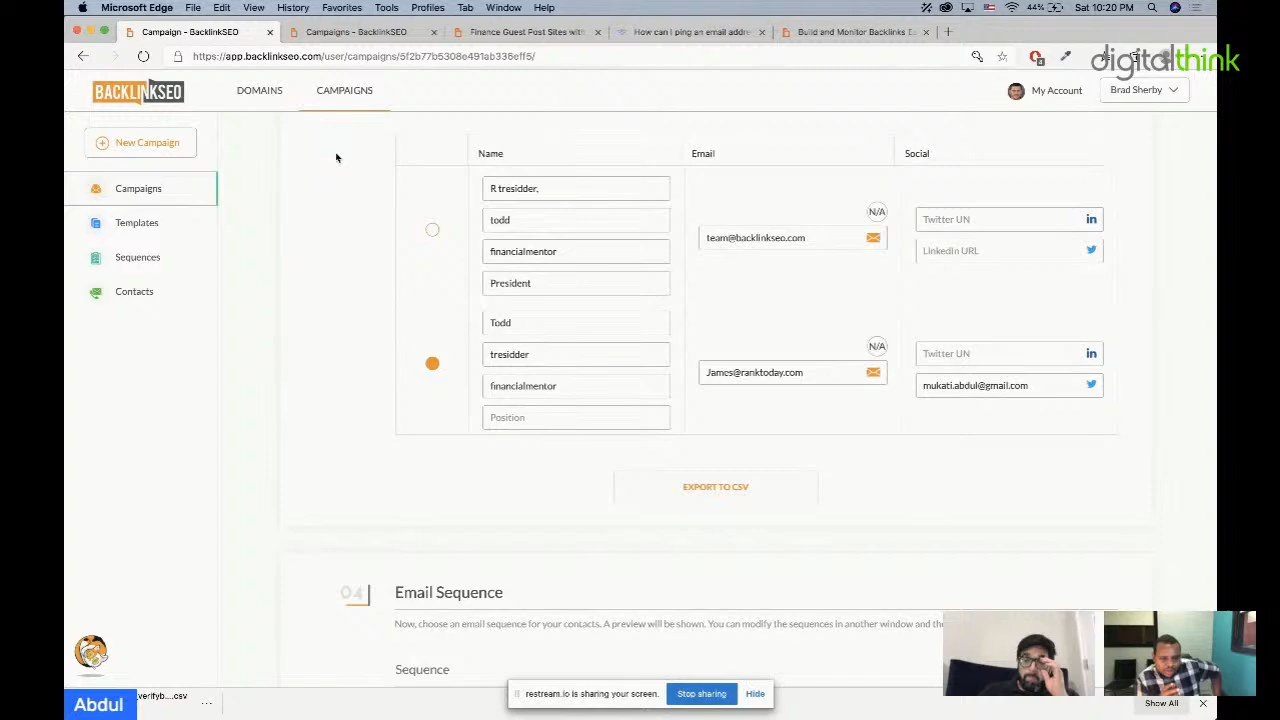 Microsoft Edge File Edit View History Favorites Tools Profiles Tab Window Help 44% Sat 10:20 PM
Campaign - BacklinkSEO Campaigns - BacklinkSEO Finance Guest Post Sites with How can I ping an email addre Build and Monitor Backlinks Ea
https://app.backlinkseo.com/user/campaigns/5f2b77b5308e71462ab336ef5/
digitalthink
BACKLINKSEO DOMAINS CAMPAIGNS My Account Brad Sherby
New Campaign
Campaigns
Templates
Sequences
Contacts
Name Email Social
R tresidder,
todd
financialmentor
President
N/A
team@backlinkseo.com
Twitter UN
LinkedIn URL
Todd
tresidder
financialmentor
Position
N/A
James@ranktoday.com
Twitter UN
mukati.abdul@gmail.com
EXPORT TO CSV
04 Email Sequence
Now, choose an email sequence for your contacts. A preview will be shown. You can modify the sequences in another window and the
Sequence
restream.io is sharing your screen. Stop sharing Hide
_verifyb....csv
Show All
Abdul